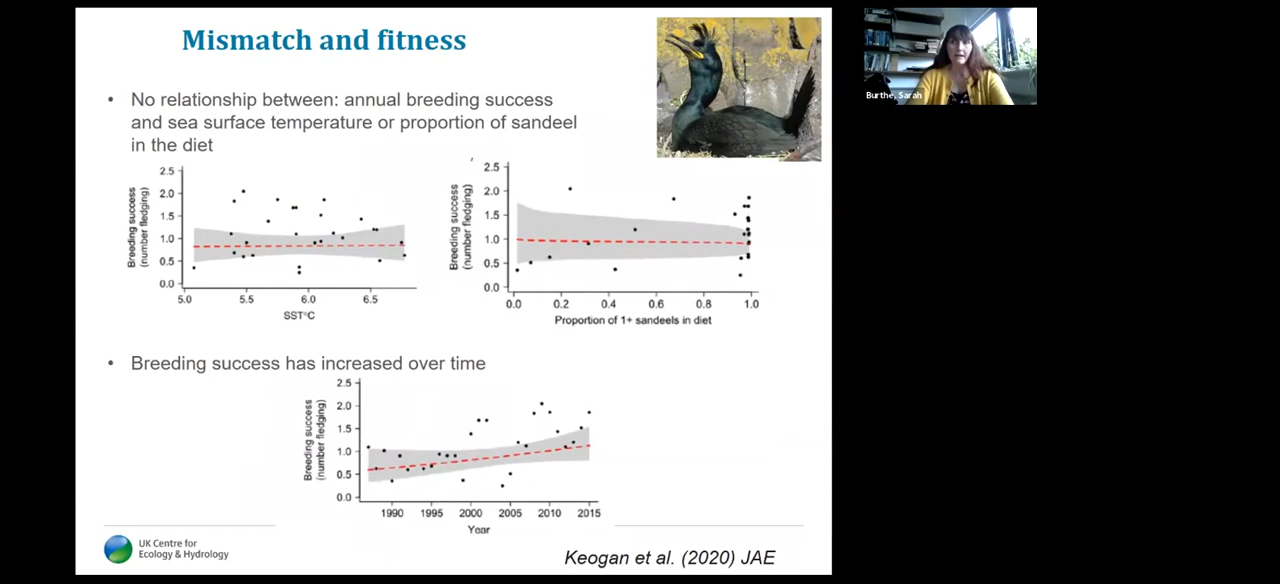 Mismatch and fitness
• No relationship between: annual breeding success
and sea surface temperature or proportion of sandeel
in the diet
Breeding success
(number fledging)
2.5
2.0
1.5
1.0
0.5
0.0
5.0 5.5 6.0 6.5
SST°C
Breeding success
(number fledging)
2.5
2.0
1.5
1.0
0.5
0.0
0.0 0.2 0.4 0.6 0.8 1.0
Proportion of 1+ sandeels in diet
• Breeding success has increased over time
Breeding success
(number fledging)
2.5
2.0
1.5
1.0
0.5
0.0
1990 1995 2000 2005 2010 2015
Year
UK Centre for
Ecology & Hydrology
Keogan et al. (2020) JAE
Burthe, Sarah